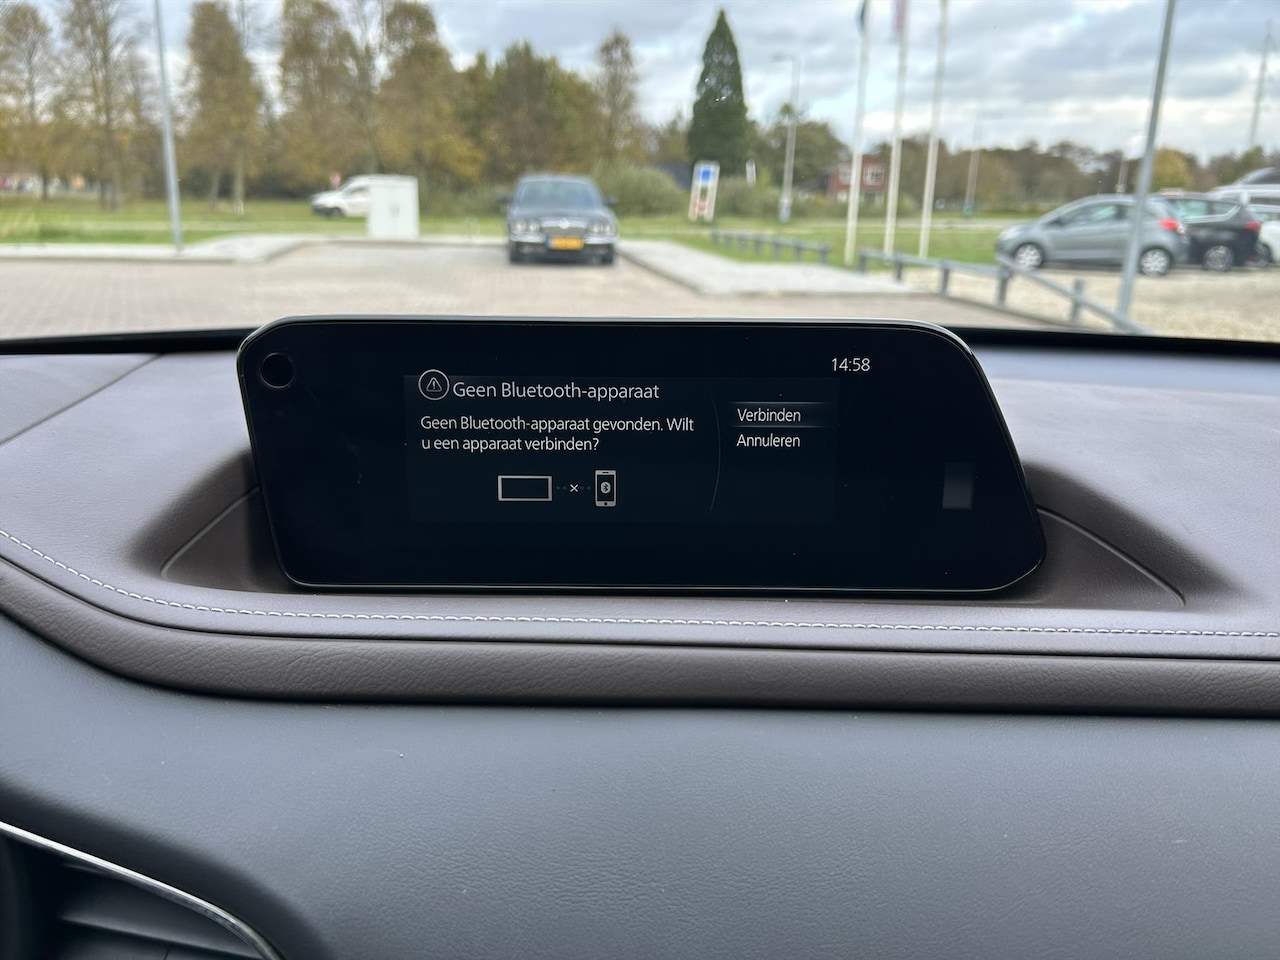 14:58
Geen Bluetooth-apparaat
Geen Bluetooth-apparaat gevonden. Wilt
u een apparaat verbinden?
Verbinden
Annuleren